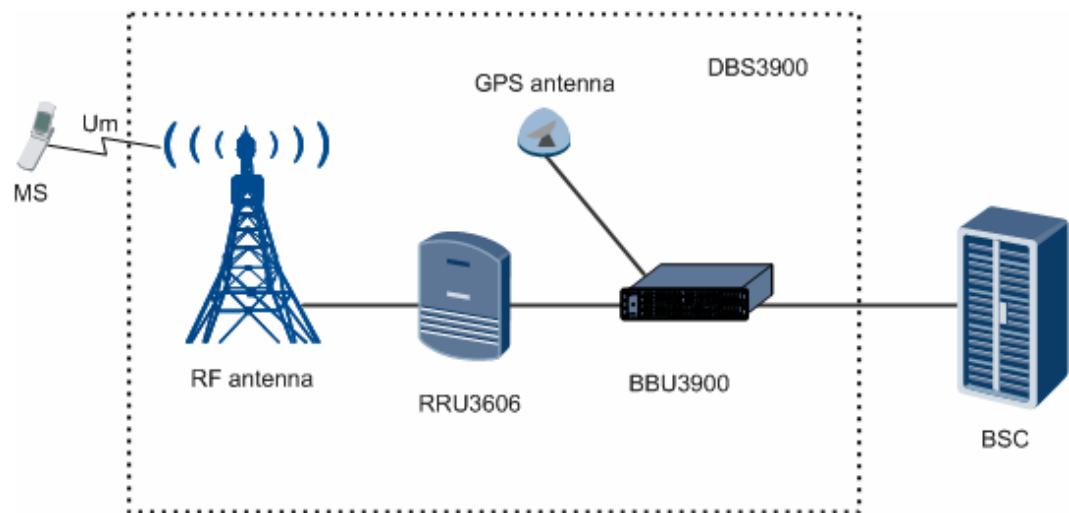 DBS3900
GPS antenna
Um
MS
RF antenna
RRU3606
BBU3900
BSC